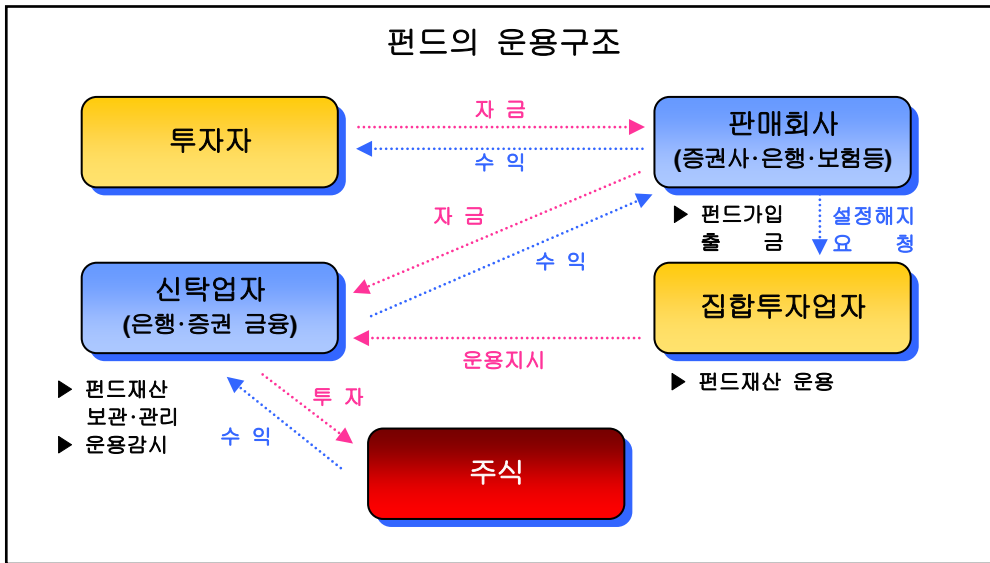 펀드의 운용구조
투자자
자 금
수 익
판매회사
(증권사·은행·보험등)
▶ 펀드가입
출 금
설정해지
요 청
자 금
수 익
신탁업자
(은행·증권 금융)
집합투자업자
운용지시
▶ 펀드재산 운용
▶ 펀드재산
보관·관리
▶ 운용감시
투 자
수 익
주식